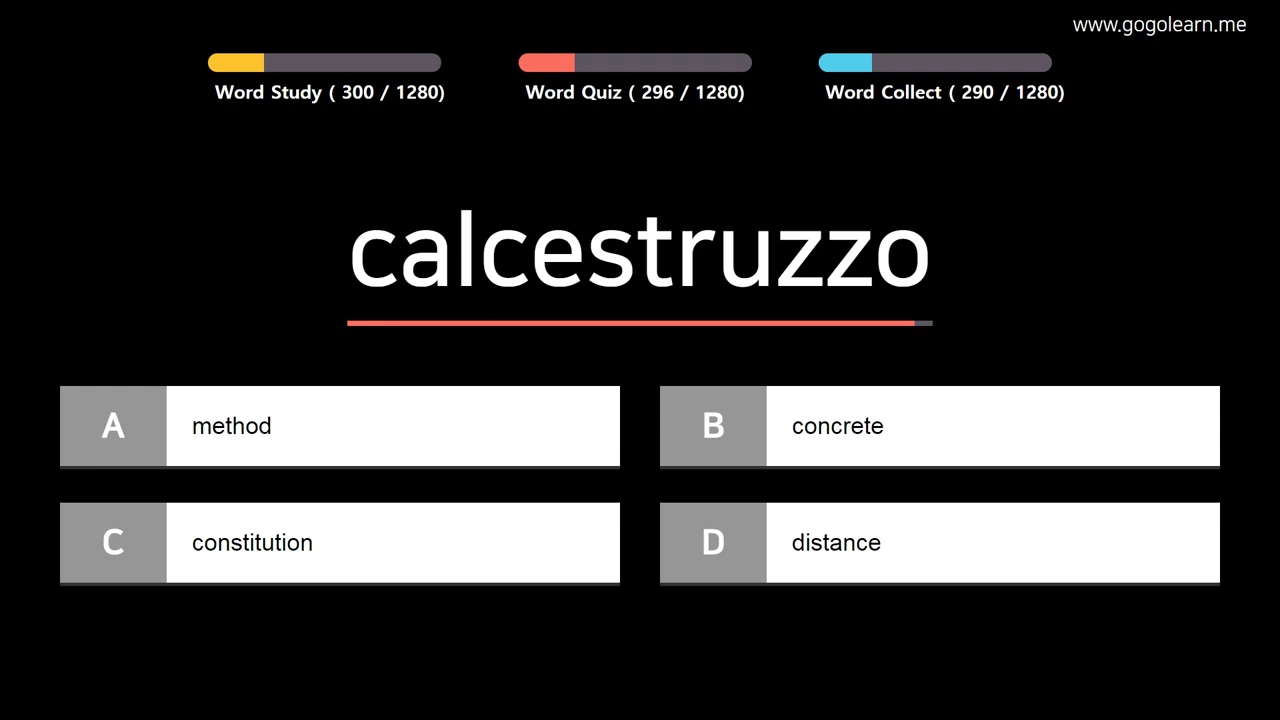 www.gogolearn.me
Word Study ( 300 / 1280)
Word Quiz ( 296 / 1280)
Word Collect ( 290 / 1280)
calcestruzzo
A method
B concrete
C constitution
D distance